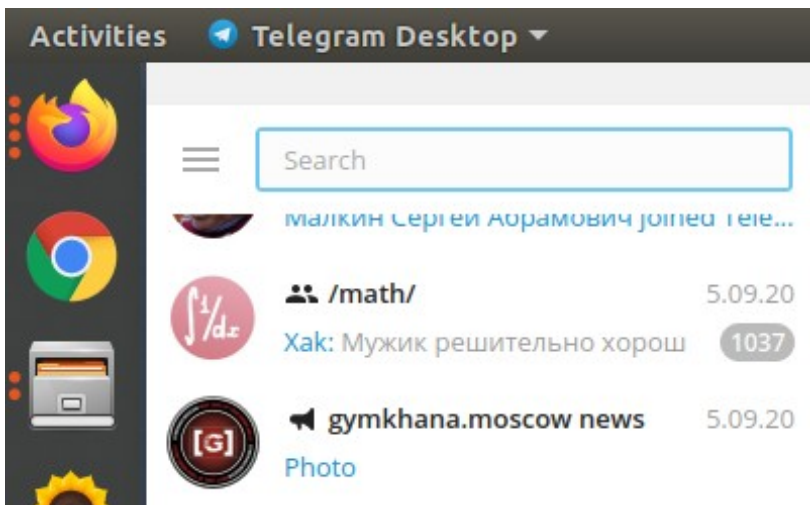 Activities Telegram Desktop
Search
Малкин Сергей Абрамович joined Tele...
/math/ 5.09.20
Xak: Мужик решительно хорош 1037
gymkhana.moscow news 5.09.20
[G]
Photo